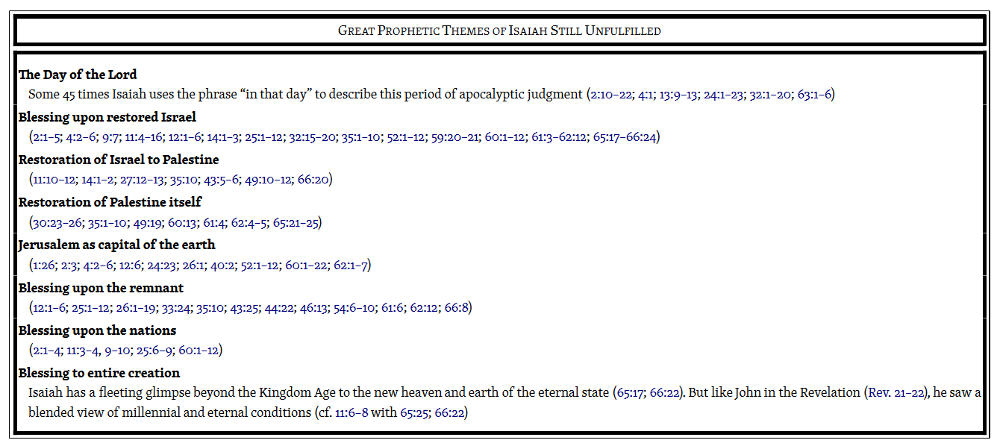 Great Prophetic Themes of Isaiah Still Unfulfilled
The Day of the Lord
Some 45 times Isaiah uses the phrase “in that day” to describe this period of apocalyptic judgment (2:10–22; 4:1; 13:9–13; 24:1–23; 32:1–20; 63:1–6)
Blessing upon restored Israel
(2:1–5; 4:2–6; 9:7; 11:4–16; 12:1–6; 14:1–3; 25:1–12; 32:15–20; 35:1–10; 52:1–12; 59:20–21; 60:1–12; 61:3–62:12; 65:17–66:24)
Restoration of Israel to Palestine
(11:10–12; 14:1–2; 27:12–13; 35:10; 43:5–6; 49:10–12; 66:20)
Restoration of Palestine itself
(30:23–26; 35:1–10; 49:19; 60:13; 61:4; 62:4–5; 65:21–25)
Jerusalem as capital of the earth
(1:26; 2:3; 4:2–6; 12:6; 24:23; 26:1; 40:2; 52:1–12; 60:1–22; 62:1–7)
Blessing upon the remnant
(12:1–6; 25:1–12; 26:1–19; 33:24; 35:10; 43:25; 44:22; 46:13; 54:6–10; 61:6; 62:12; 66:8)
Blessing upon the nations
(2:1–4; 11:3–4, 9–10; 25:6–9; 60:1–12)
Blessing to entire creation
Isaiah has a fleeting glimpse beyond the Kingdom Age to the new heaven and earth of the eternal state (65:17; 66:22). But like John in the Revelation (Rev. 21–22), he saw a
blended view of millennial and eternal conditions (cf. 11:6–8 with 65:25; 66:22)